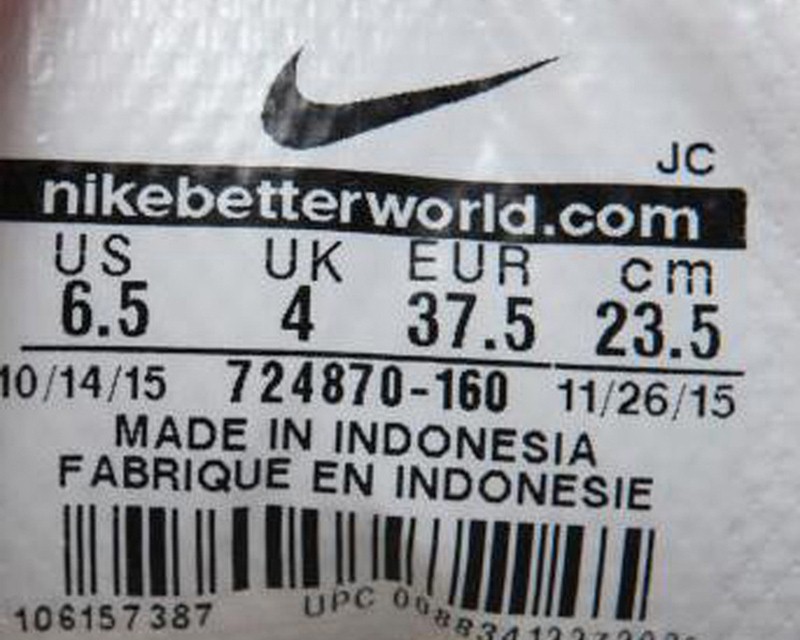 JC
nikebetterworld.com
US UK EUR cm
6.5 4 37.5 23.5
10/14/15 724870-160 11/26/15
MADE IN INDONESIA
FABRIQUE EN INDONESIE
106157387 UPC